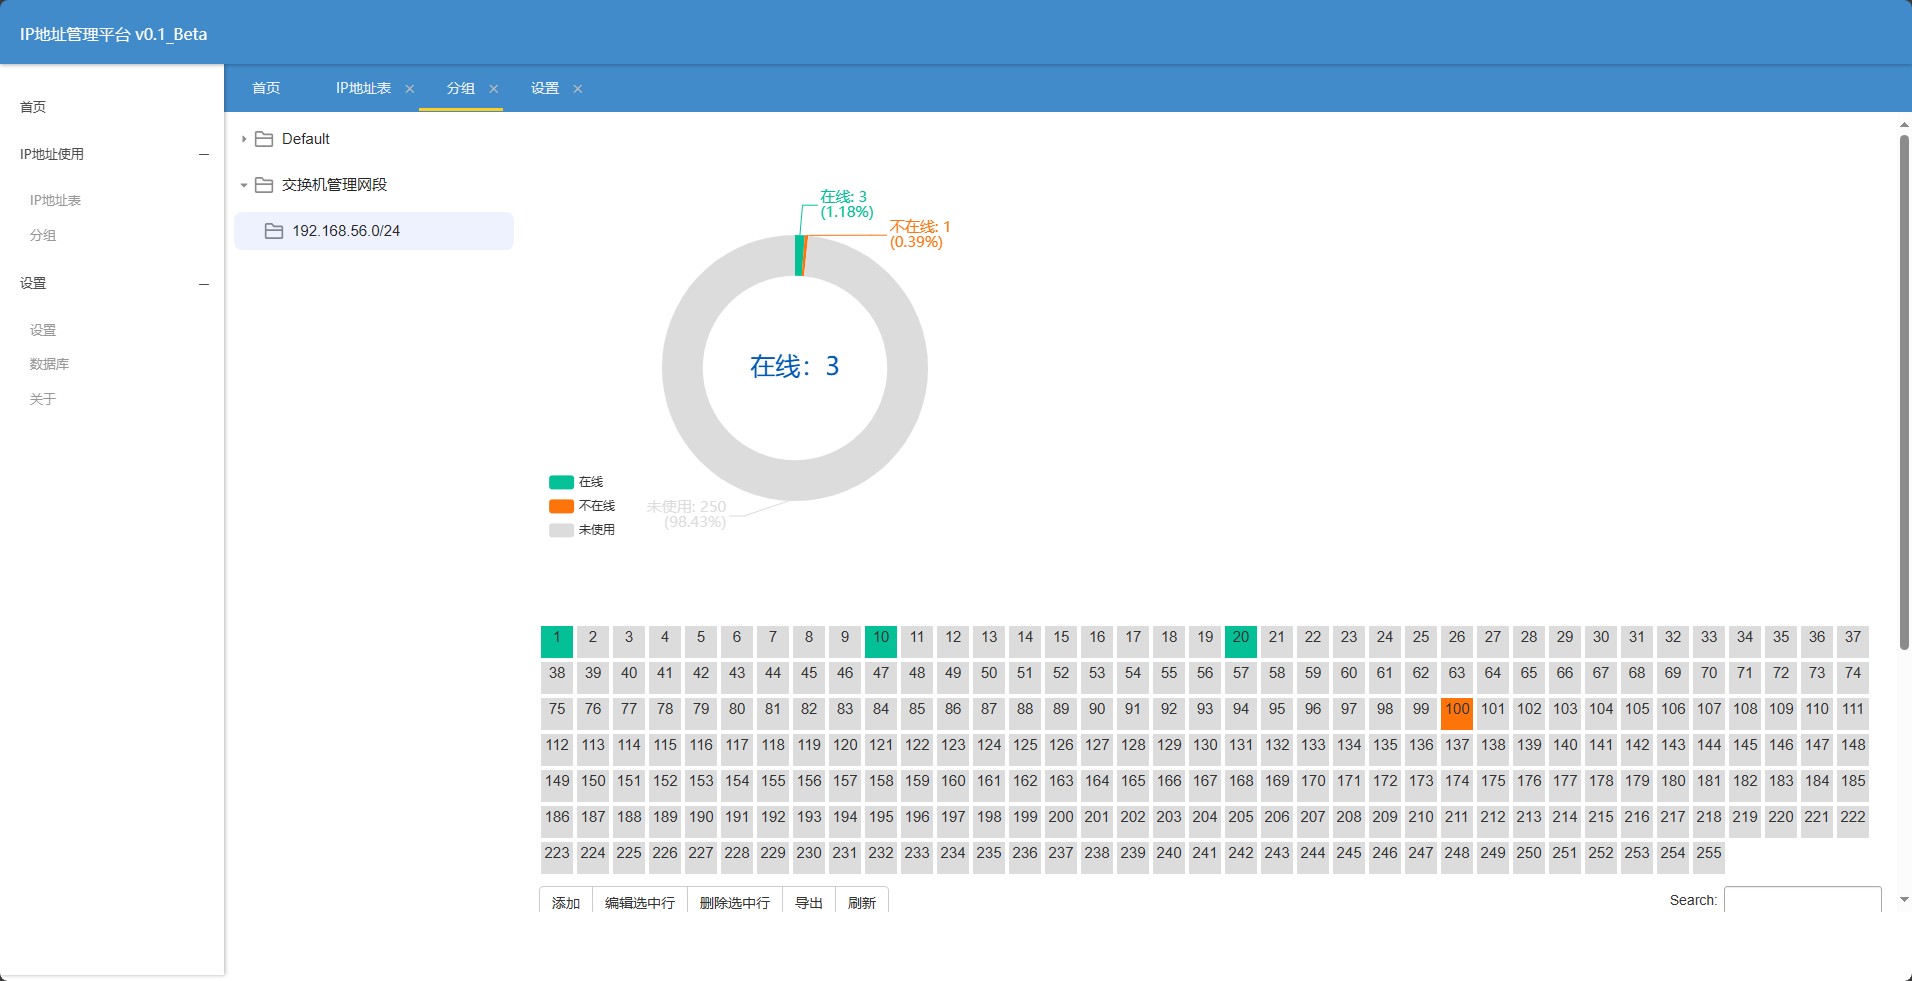 IP地址管理平台 v0.1_Beta
首页
IP地址使用
IP地址表
分组
设置
设置
数据库
关于
首页 IP地址表 × 分组 × 设置 ×
Default
交换机管理网段
192.168.56.0/24
在线: 3
(1.18%)
不在线: 1
(0.39%)
在线：3
未使用: 250
(98.43%)
在线
不在线
未使用
1 2 3 4 5 6 7 8 9 10 11 12 13 14 15 16 17 18 19 20 21 22 23 24 25 26 27 28 29 30 31 32 33 34 35 36 37
38 39 40 41 42 43 44 45 46 47 48 49 50 51 52 53 54 55 56 57 58 59 60 61 62 63 64 65 66 67 68 69 70 71 72 73 74
75 76 77 78 79 80 81 82 83 84 85 86 87 88 89 90 91 92 93 94 95 96 97 98 99 100 101 102 103 104 105 106 107 108 109 110 111
112 113 114 115 116 117 118 119 120 121 122 123 124 125 126 127 128 129 130 131 132 133 134 135 136 137 138 139 140 141 142 143 144 145 146 147 148
149 150 151 152 153 154 155 156 157 158 159 160 161 162 163 164 165 166 167 168 169 170 171 172 173 174 175 176 177 178 179 180 181 182 183 184 185
186 187 188 189 190 191 192 193 194 195 196 197 198 199 200 201 202 203 204 205 206 207 208 209 210 211 212 213 214 215 216 217 218 219 220 221 222
223 224 225 226 227 228 229 230 231 232 233 234 235 236 237 238 239 240 241 242 243 244 245 246 247 248 249 250 251 252 253 254 255
添加 编辑选中行 删除选中行 导出 刷新 Search: